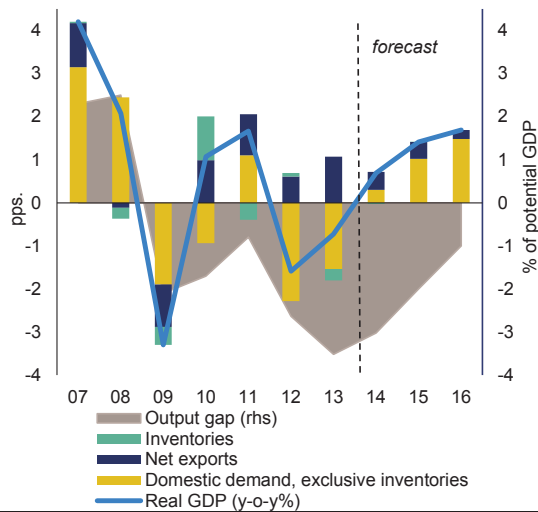 4
3
2
1
0
-1
-2
-3
-4
pps.
forecast
4
3
2
1
0
-1
-2
-3
-4
% of potential GDP
07 08 09 10 11 12 13 14 15 16
Output gap (rhs)
Inventories
Net exports
Domestic demand, exclusive inventories
Real GDP (y-o-y%)